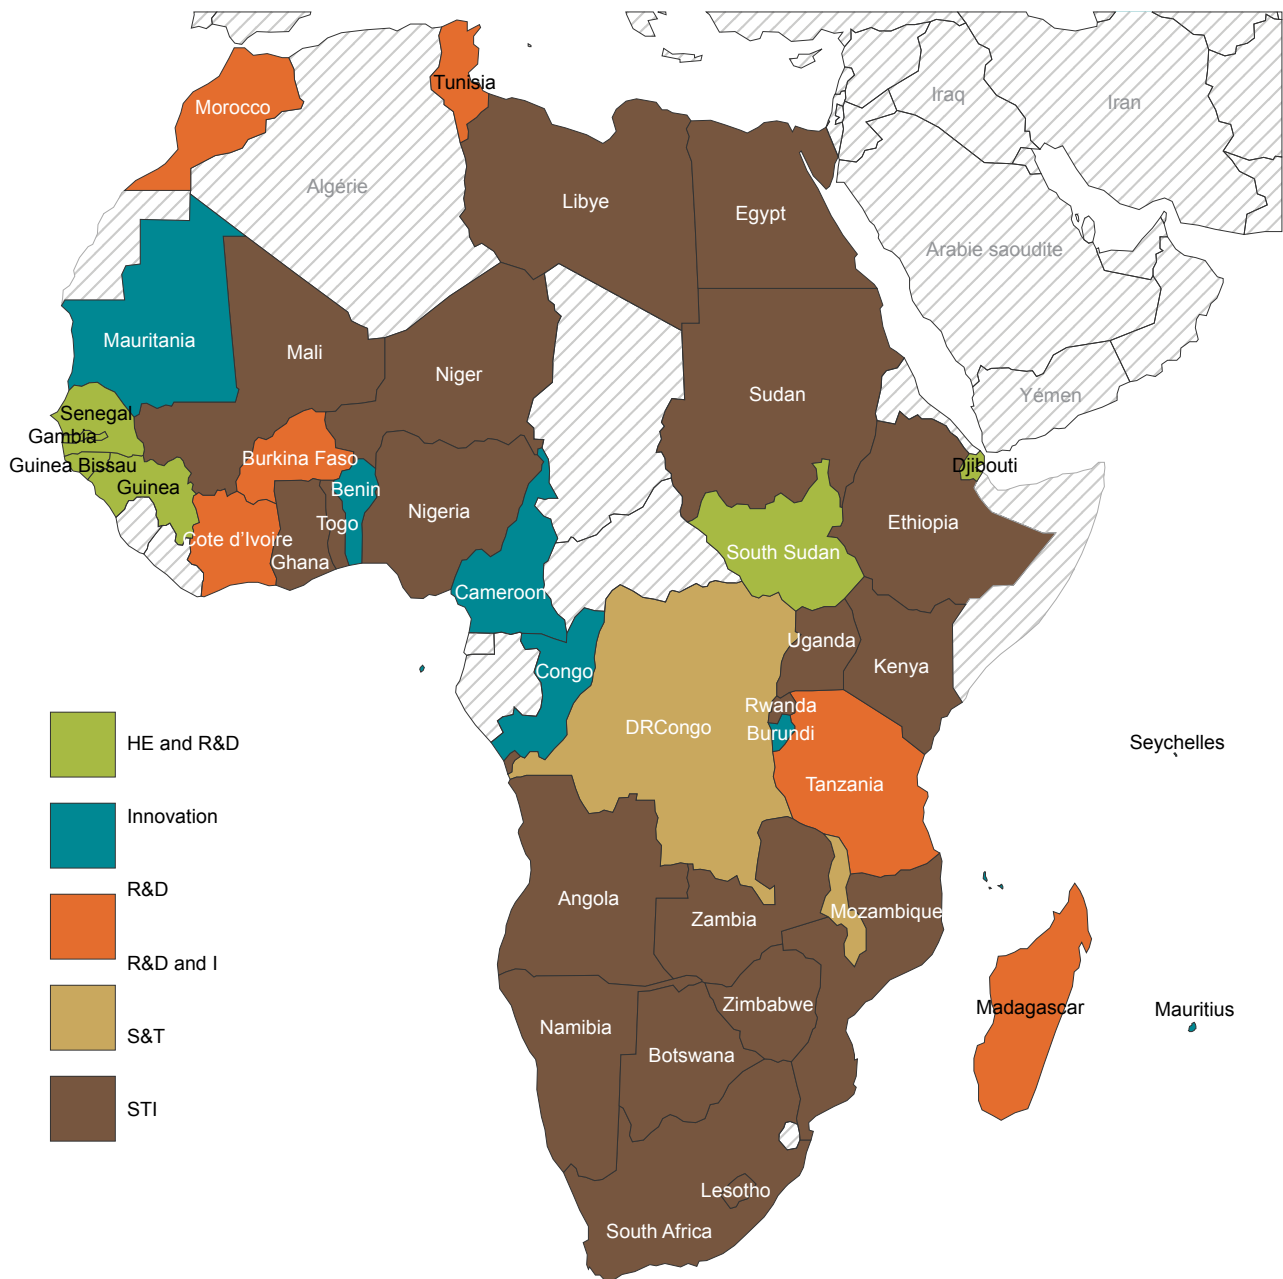 Tunisia
Morocco
Iraq
Iran
Algérie
Libye
Egypt
Arabie saoudite
Mauritania
Mali
Niger
Sudan
Yémen
Senegal
Gambia
Guinea Bissau
Guinea
Burkina Faso
Benin
Togo
Nigeria
Djibouti
Ethiopia
Cote d'Ivoire
Ghana
South Sudan
Cameroon
Uganda
Kenya
Congo
DRCongo
Rwanda
Burundi
Tanzania
Seychelles
HE and R&D
Innovation
R&D
R&D and I
S&T
STI
Angola
Zambia
Mozambique
Zimbabwe
Namibia
Botswana
Madagascar
Mauritius
Lesotho
South Africa